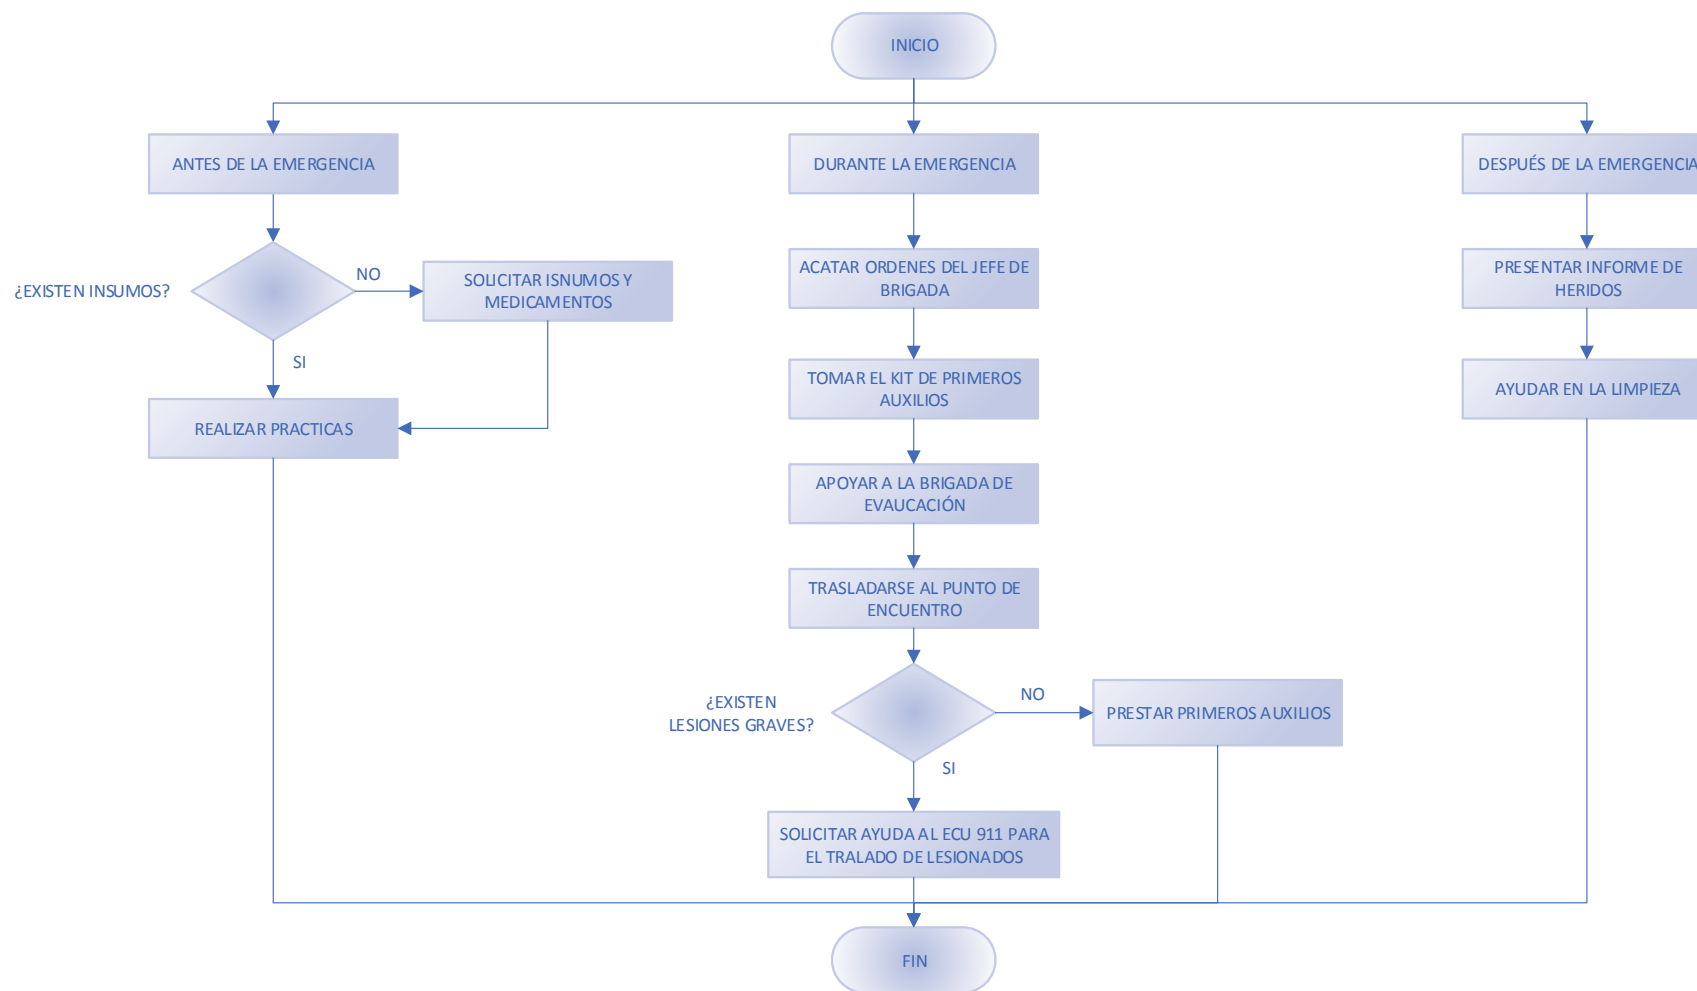 INICIO
ANTES DE LA EMERGENCIA
DURANTE LA EMERGENCIA
DESPUÉS DE LA EMERGENCIA
¿EXISTEN INSUMOS?
NO
SOLICITAR ISNUMOS Y
MEDICAMENTOS
SI
REALIZAR PRACTICAS
ACATAR ORDENES DEL JEFE DE
BRIGADA
TOMAR EL KIT DE PRIMEROS
AUXILIOS
APOYAR A LA BRIGADA DE
EVAUCACIÓN
TRASLADARSE AL PUNTO DE
ENCUENTRO
¿EXISTEN
LESIONES GRAVES?
NO
PRESTAR PRIMEROS AUXILIOS
SI
SOLICITAR AYUDA AL ECU 911 PARA
EL TRALADO DE LESIONADOS
PRESENTAR INFORME DE
HERIDOS
AYUDAR EN LA LIMPIEZA
FIN